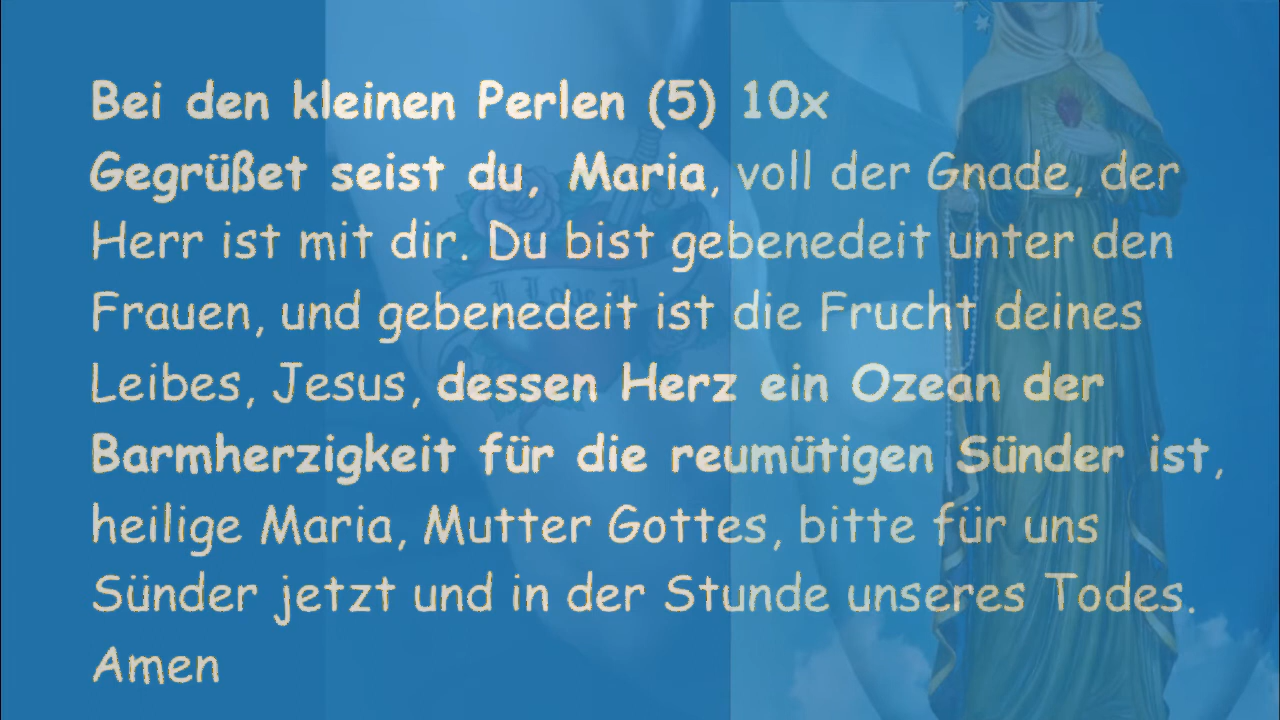 Bei den kleinen Perlen (5) 10x
Gegrüßet seist du, Maria, voll der Gnade, der
Herr ist mit dir. Du bist gebenedeit unter den
Frauen, und gebenedeit ist die Frucht deines
Leibes, Jesus, dessen Herz ein Ozean der
Barmherzigkeit für die reumütigen Sünder ist,
heilige Maria, Mutter Gottes, bitte für uns
Sünder jetzt und in der Stunde unseres Todes.
Amen